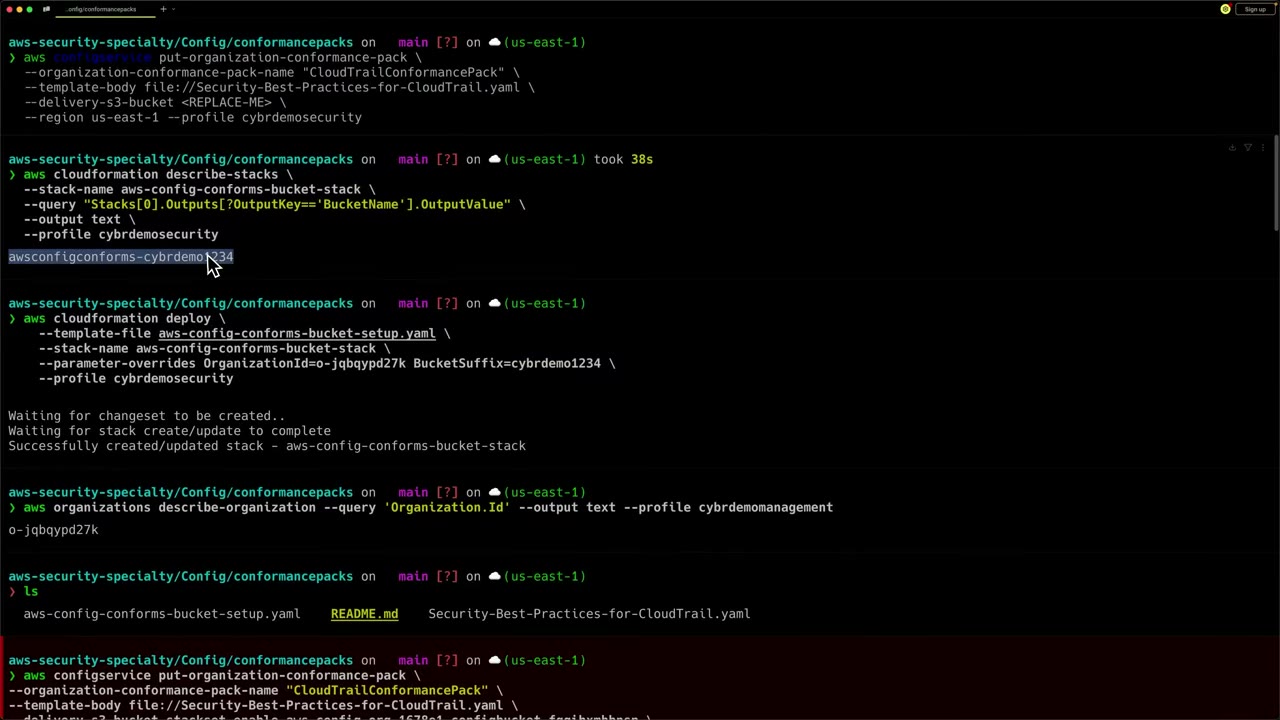 ..onfig/conformancepacks
Sign up
aws-security-specialty/Config/conformancepacks on main [?] on (us-east-1)
❯ aws configservice put-organization-conformance-pack \
--organization-conformance-pack-name "CloudTrailConformancePack" \
--template-body file://Security-Best-Practices-for-CloudTrail.yaml \
--delivery-s3-bucket <REPLACE-ME> \
--region us-east-1 --profile cybrdemosecurity
aws-security-specialty/Config/conformancepacks on main [?] on (us-east-1) took 38s
❯ aws cloudformation describe-stacks \
--stack-name aws-config-conforms-bucket-stack \
--query "Stacks[0].Outputs[?OutputKey=='BucketName'].OutputValue" \
--output text \
--profile cybrdemosecurity
awsconfigconforms-cybrdemo1234
aws-security-specialty/Config/conformancepacks on main [?] on (us-east-1)
❯ aws cloudformation deploy \
--template-file aws-config-conforms-bucket-setup.yaml \
--stack-name aws-config-conforms-bucket-stack \
--parameter-overrides OrganizationId=o-jqbqypd27k BucketSuffix=cybrdemo1234 \
--profile cybrdemosecurity
Waiting for changeset to be created..
Waiting for stack create/update to complete
Successfully created/updated stack - aws-config-conforms-bucket-stack
aws-security-specialty/Config/conformancepacks on main [?] on (us-east-1)
❯ aws organizations describe-organization --query 'Organization.Id' --output text --profile cybrdemomanagement
o-jqbqypd27k
aws-security-specialty/Config/conformancepacks on main [?] on (us-east-1)
❯ ls
aws-config-conforms-bucket-setup.yaml README.md Security-Best-Practices-for-CloudTrail.yaml
aws-security-specialty/Config/conformancepacks on main [?] on (us-east-1)
❯ aws configservice put-organization-conformance-pack \
--organization-conformance-pack-name "CloudTrailConformancePack" \
--template-body file://Security-Best-Practices-for-CloudTrail.yaml \